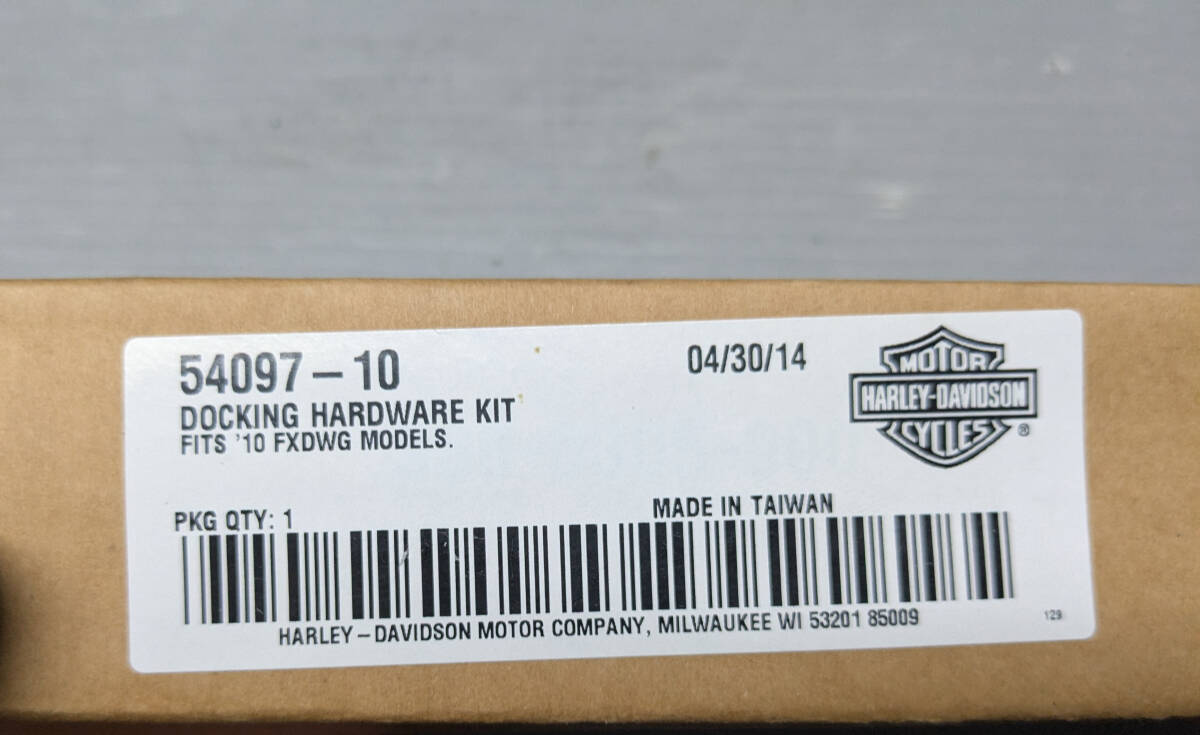 54097-10
04/30/14
DOCKING HARDWARE KIT
FITS '10 FXDWG MODELS.
MOTOR
HARLEY-DAVIDSON
CYCLES
®
PKG QTY: 1
MADE IN TAIWAN
HARLEY-DAVIDSON MOTOR COMPANY, MILWAUKEE WI 53201 85009
129